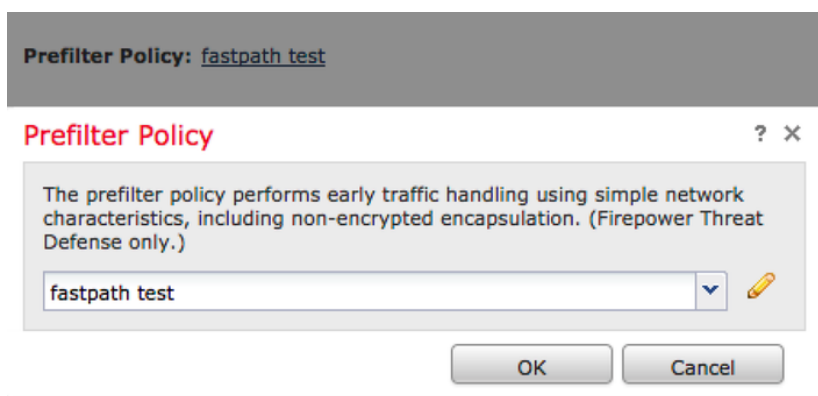 Prefilter Policy: fastpath test
Prefilter Policy ? ×
The prefilter policy performs early traffic handling using simple network
characteristics, including non-encrypted encapsulation. (Firepower Threat
Defense only.)
fastpath test
OK Cancel